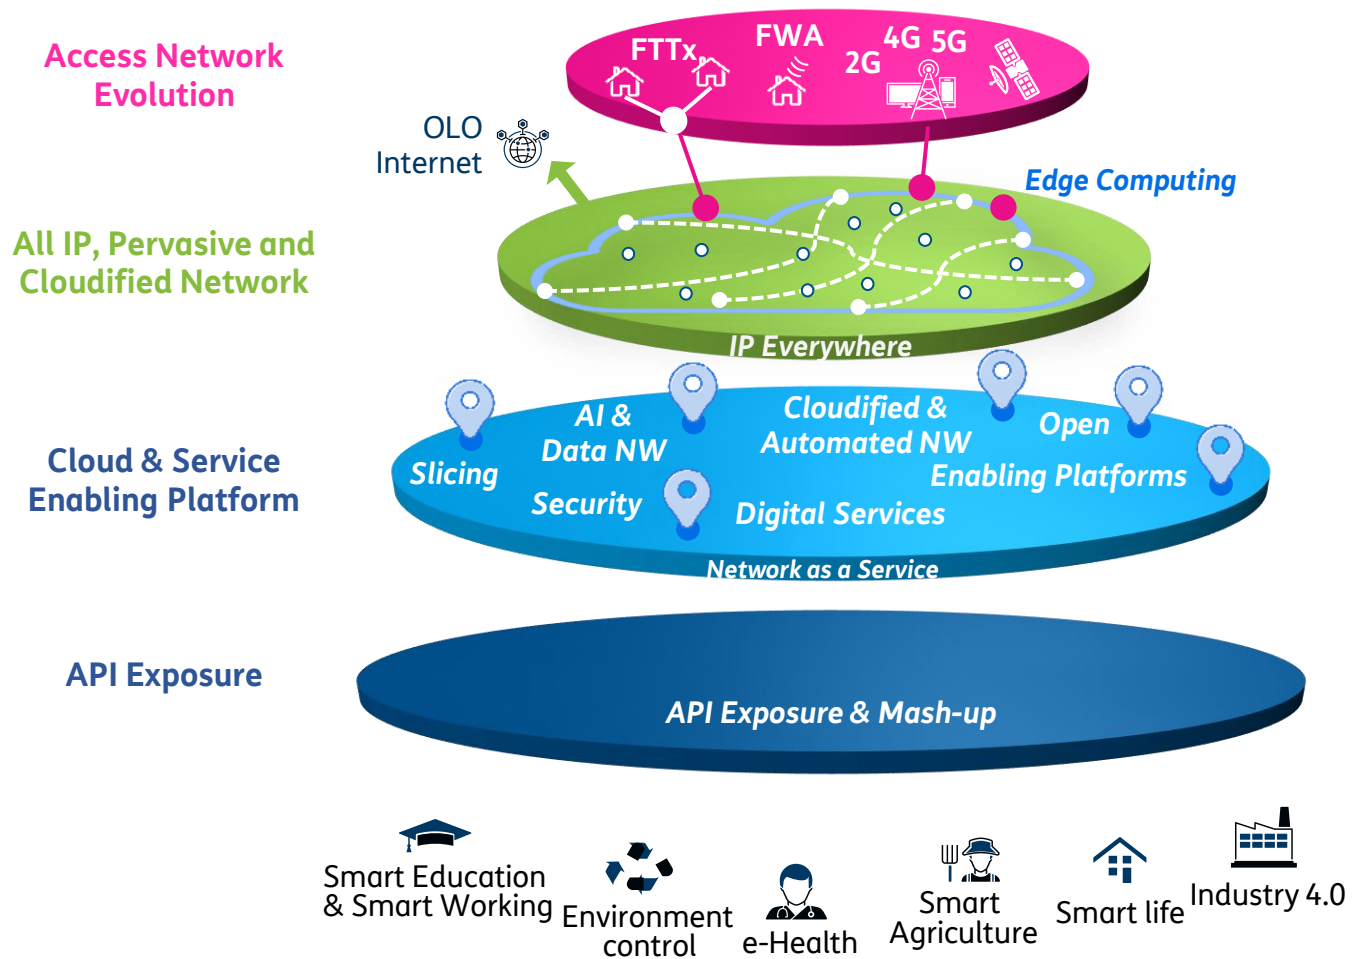 Access Network
Evolution
FTTx
FWA
2G
4G
5G
OLO
Internet
Edge Computing
All IP, Pervasive and
Cloudified Network
IP Everywhere
Cloud & Service
Enabling Platform
Slicing
AI &
Data NW
Security
Cloudified &
Automated NW
Digital Services
Open
Enabling Platforms
Network as a Service
API Exposure
API Exposure & Mash-up
Smart Education
& Smart Working
Environment
control
e-Health
Smart
Agriculture
Smart life
Industry 4.0